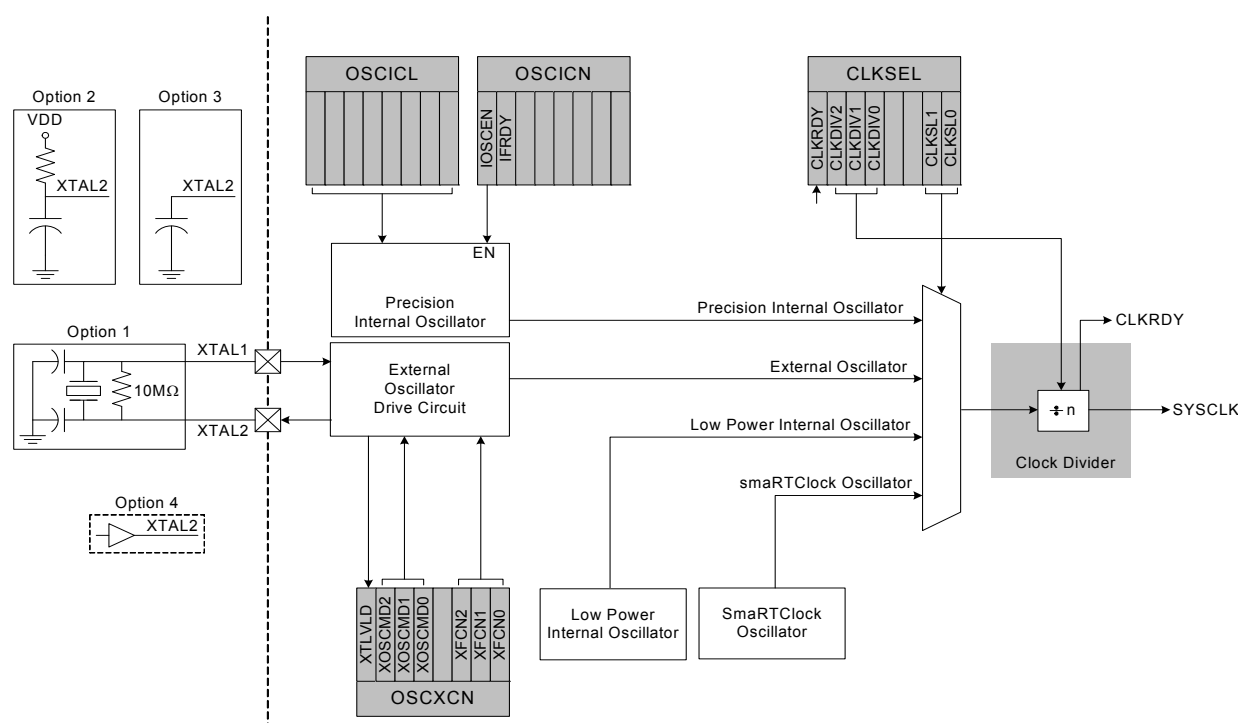 OSCICL
OSCICN
CLKSEL
IOSCEN
IFRDY
CLKRDY
CLKDIV2
CLKDIV1
CLKDIV0
CLKSL1
CLKSL0
Option 2
VDD
XTAL2
Option 3
XTAL2
EN
Precision
Internal Oscillator
Precision Internal Oscillator
CLKRDY
Option 1
XTAL1
10MΩ
XTAL2
External
Oscillator
Drive Circuit
External Oscillator
÷ n
SYSCLK
Clock Divider
Low Power Internal Oscillator
smaRTClock Oscillator
Option 4
XTAL2
XTLVLD
XOSCMD2
XOSCMD1
XOSCMD0
XFCN2
XFCN1
XFCN0
OSCXCN
Low Power
Internal Oscillator
SmaRTClock
Oscillator